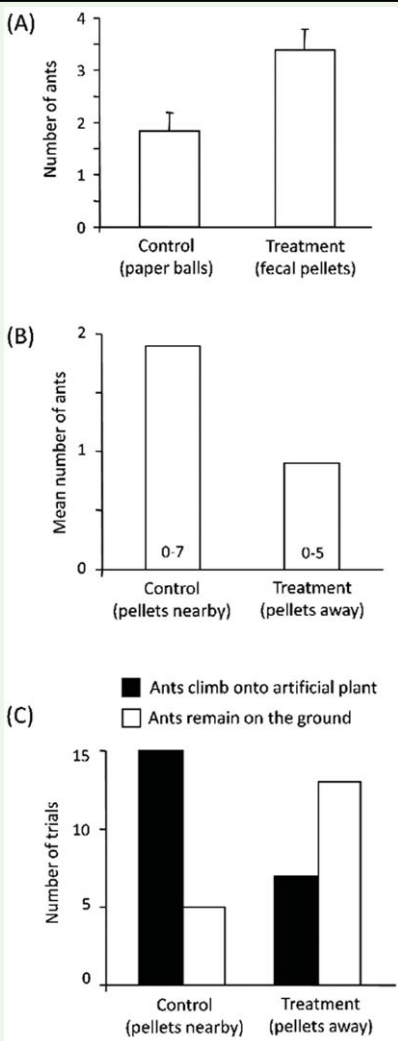 (A)
Number of ants
4
3
2
1
0
Control
(paper balls)
Treatment
(fecal pellets)
(B)
Mean number of ants
2
1
0
0-7
0-5
Control
(pellets nearby)
Treatment
(pellets away)
Ants climb onto artificial plant
Ants remain on the ground
(C)
Number of trials
15
10
5
0
Control
(pellets nearby)
Treatment
(pellets away)